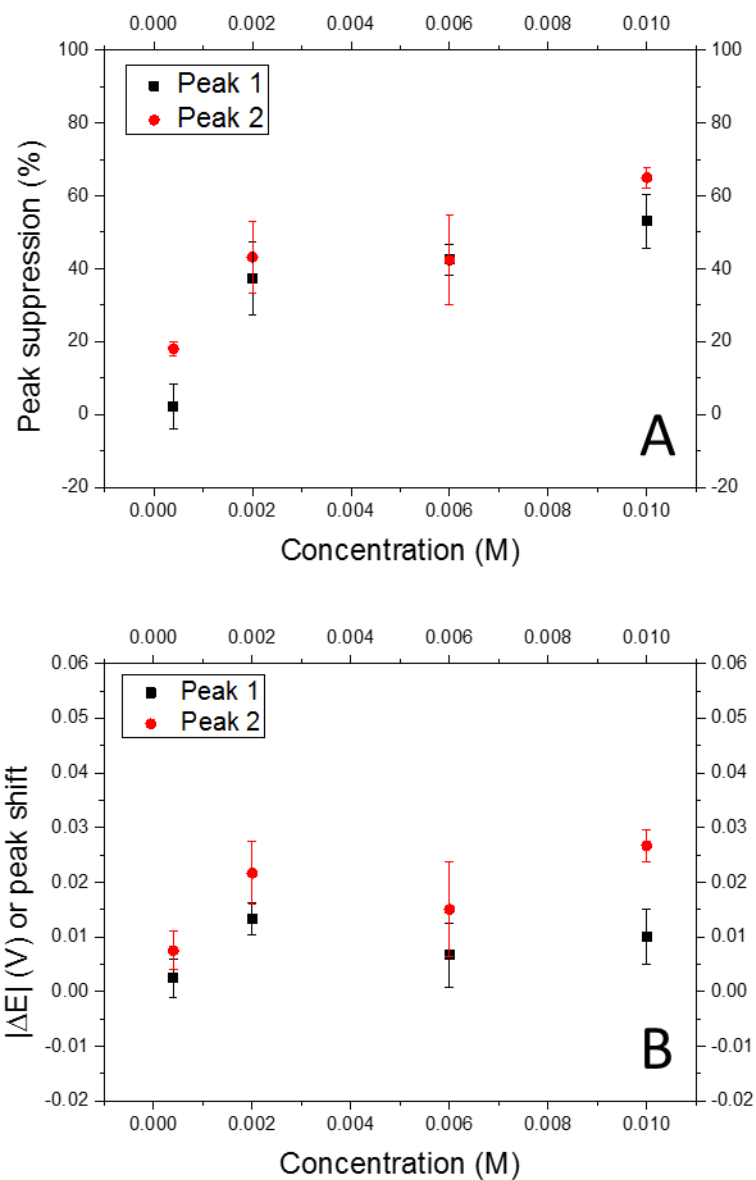 0.000 0.002 0.004 0.006 0.008 0.010
100 100
Peak 1
Peak 2
80 80
60 60
40 40
20 20
0 0
-20 -20
Peak suppression (%)
A
0.000 0.002 0.004 0.006 0.008 0.010
Concentration (M)
0.000 0.002 0.004 0.006 0.008 0.010
0.06 0.06
Peak 1
Peak 2
0.05 0.05
0.04 0.04
0.03 0.03
0.02 0.02
0.01 0.01
0.00 0.00
-0.01 -0.01
-0.02 -0.02
|ΔE| (V) or peak shift
B
0.000 0.002 0.004 0.006 0.008 0.010
Concentration (M)